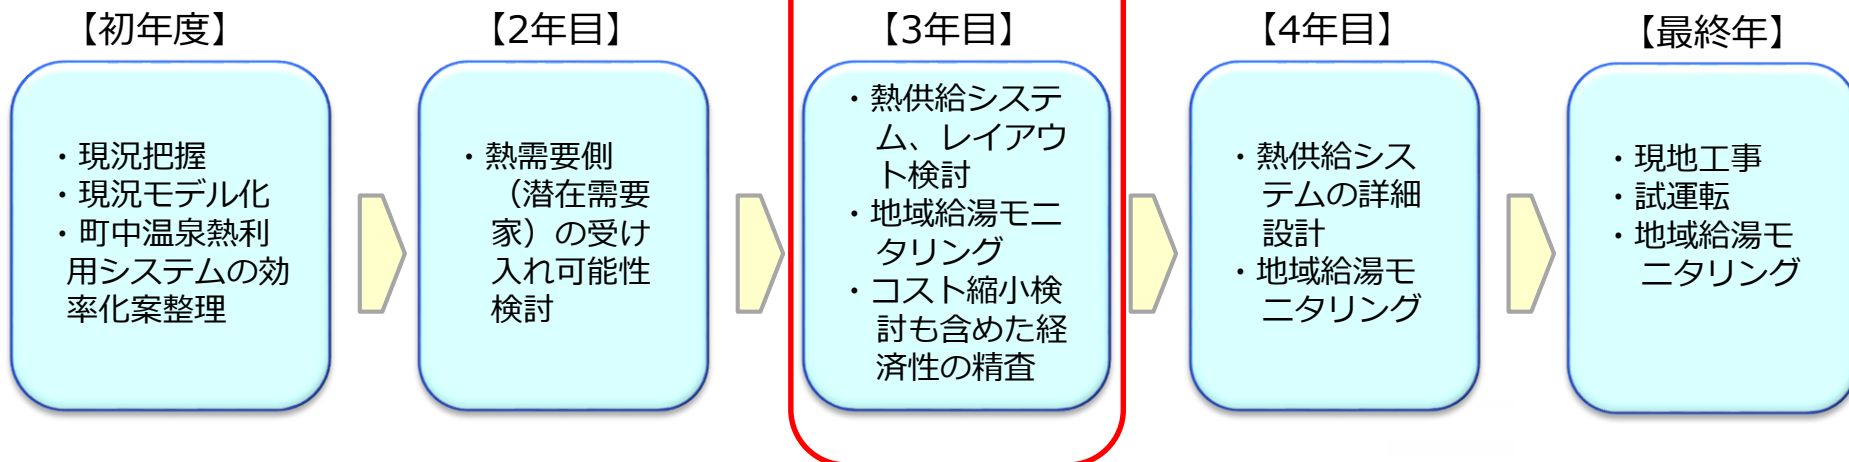 【初年度】
・現況把握
・現況モデル化
・町中温泉熱利
用システムの効
率化案整理
【2年目】
・熱需要側
（潜在需要
家）の受け
入れ可能性
検討
【3年目】
・熱供給システ
ム、レイアウ
ト検討
・地域給湯モニ
タリング
・コスト縮小検
討も含めた経
済性の精査
【4年目】
・熱供給シス
テムの詳細
設計
・地域給湯モ
ニタリング
【最終年】
・現地工事
・試運転
・地域給湯モ
ニタリング